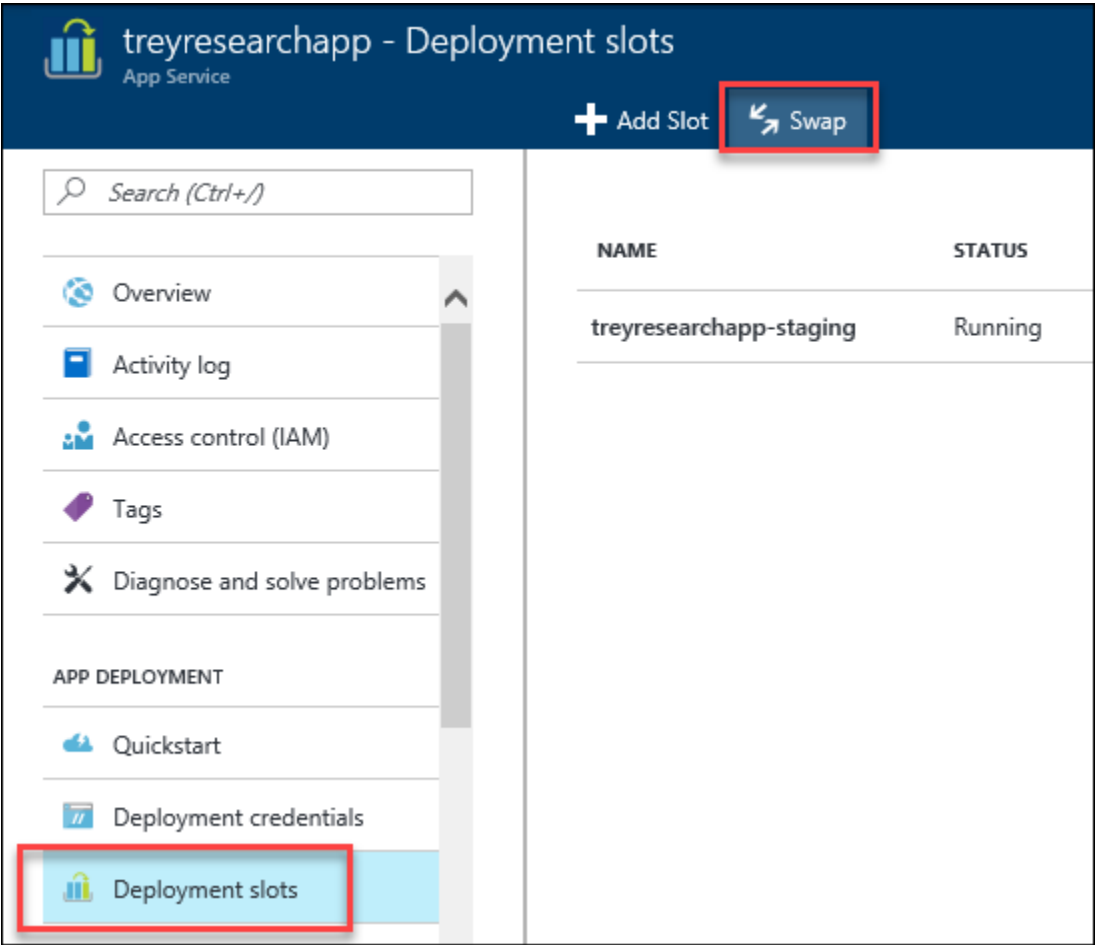 treyresearchapp - Deployment slots
App Service
Add Slot
Swap
Search (Ctrl+/)
Overview
Activity log
Access control (IAM)
Tags
Diagnose and solve problems
APP DEPLOYMENT
Quickstart
Deployment credentials
Deployment slots
NAME STATUS
treyresearchapp-staging Running